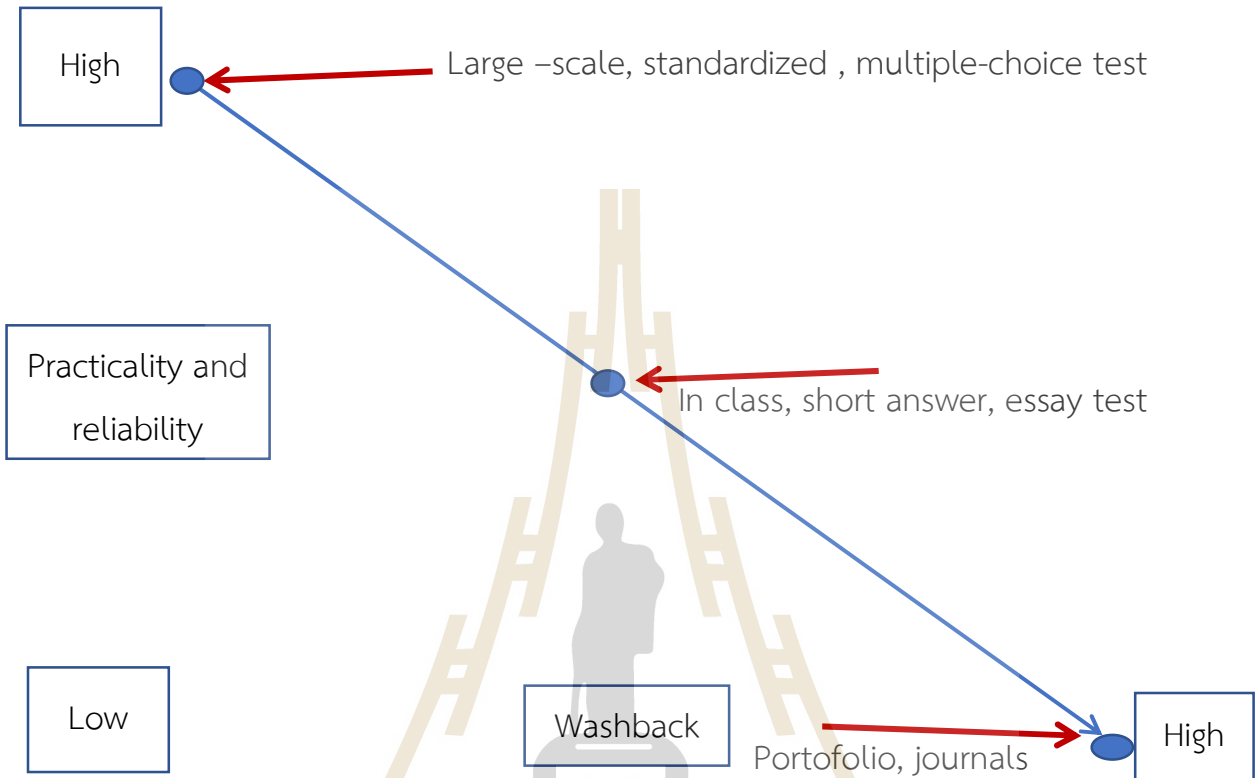 High
Large –scale, standardized , multiple-choice test
Practicality and
reliability
In class, short answer, essay test
Low
Washback
Portofolio, journals
High